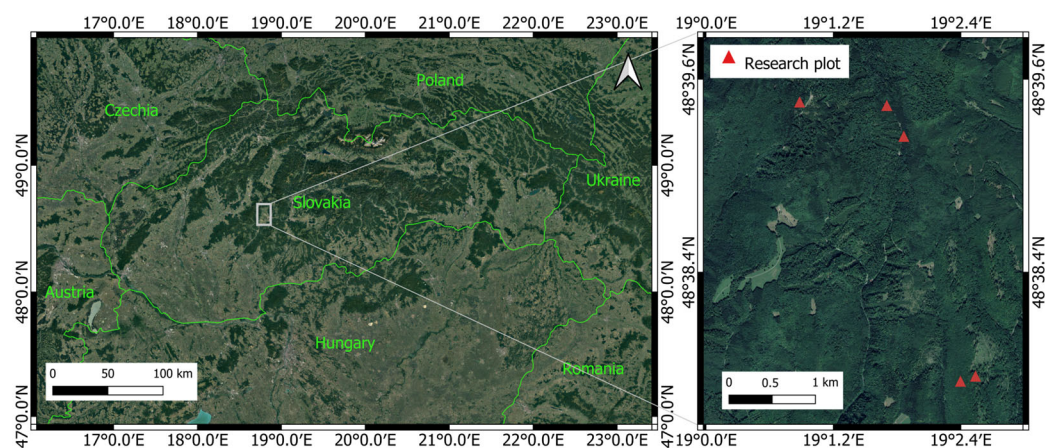 17°0.0'E 18°0.0'E 19°0.0'E 20°0.0'E 21°0.0'E 22°0.0'E 23°0.0'E
19°0.0'E 19°1.2'E 19°2.4'E
Poland
Czechia
Ukraine
Slovakia
Austria
Hungary
Romania
49°0.0'N
48°0.0'N
47°0.0'N
49°0.0'N
48°0.0'N
47°0.0'N
0 50 100 km
17°0.0'E 18°0.0'E 19°0.0'E 20°0.0'E 21°0.0'E 22°0.0'E 23°0.0'E
Research plot
48°39.6'N
48°38.4'N
48°39.6'N
48°38.4'N
0 0.5 1 km
19°0.0'E 19°1.2'E 19°2.4'E